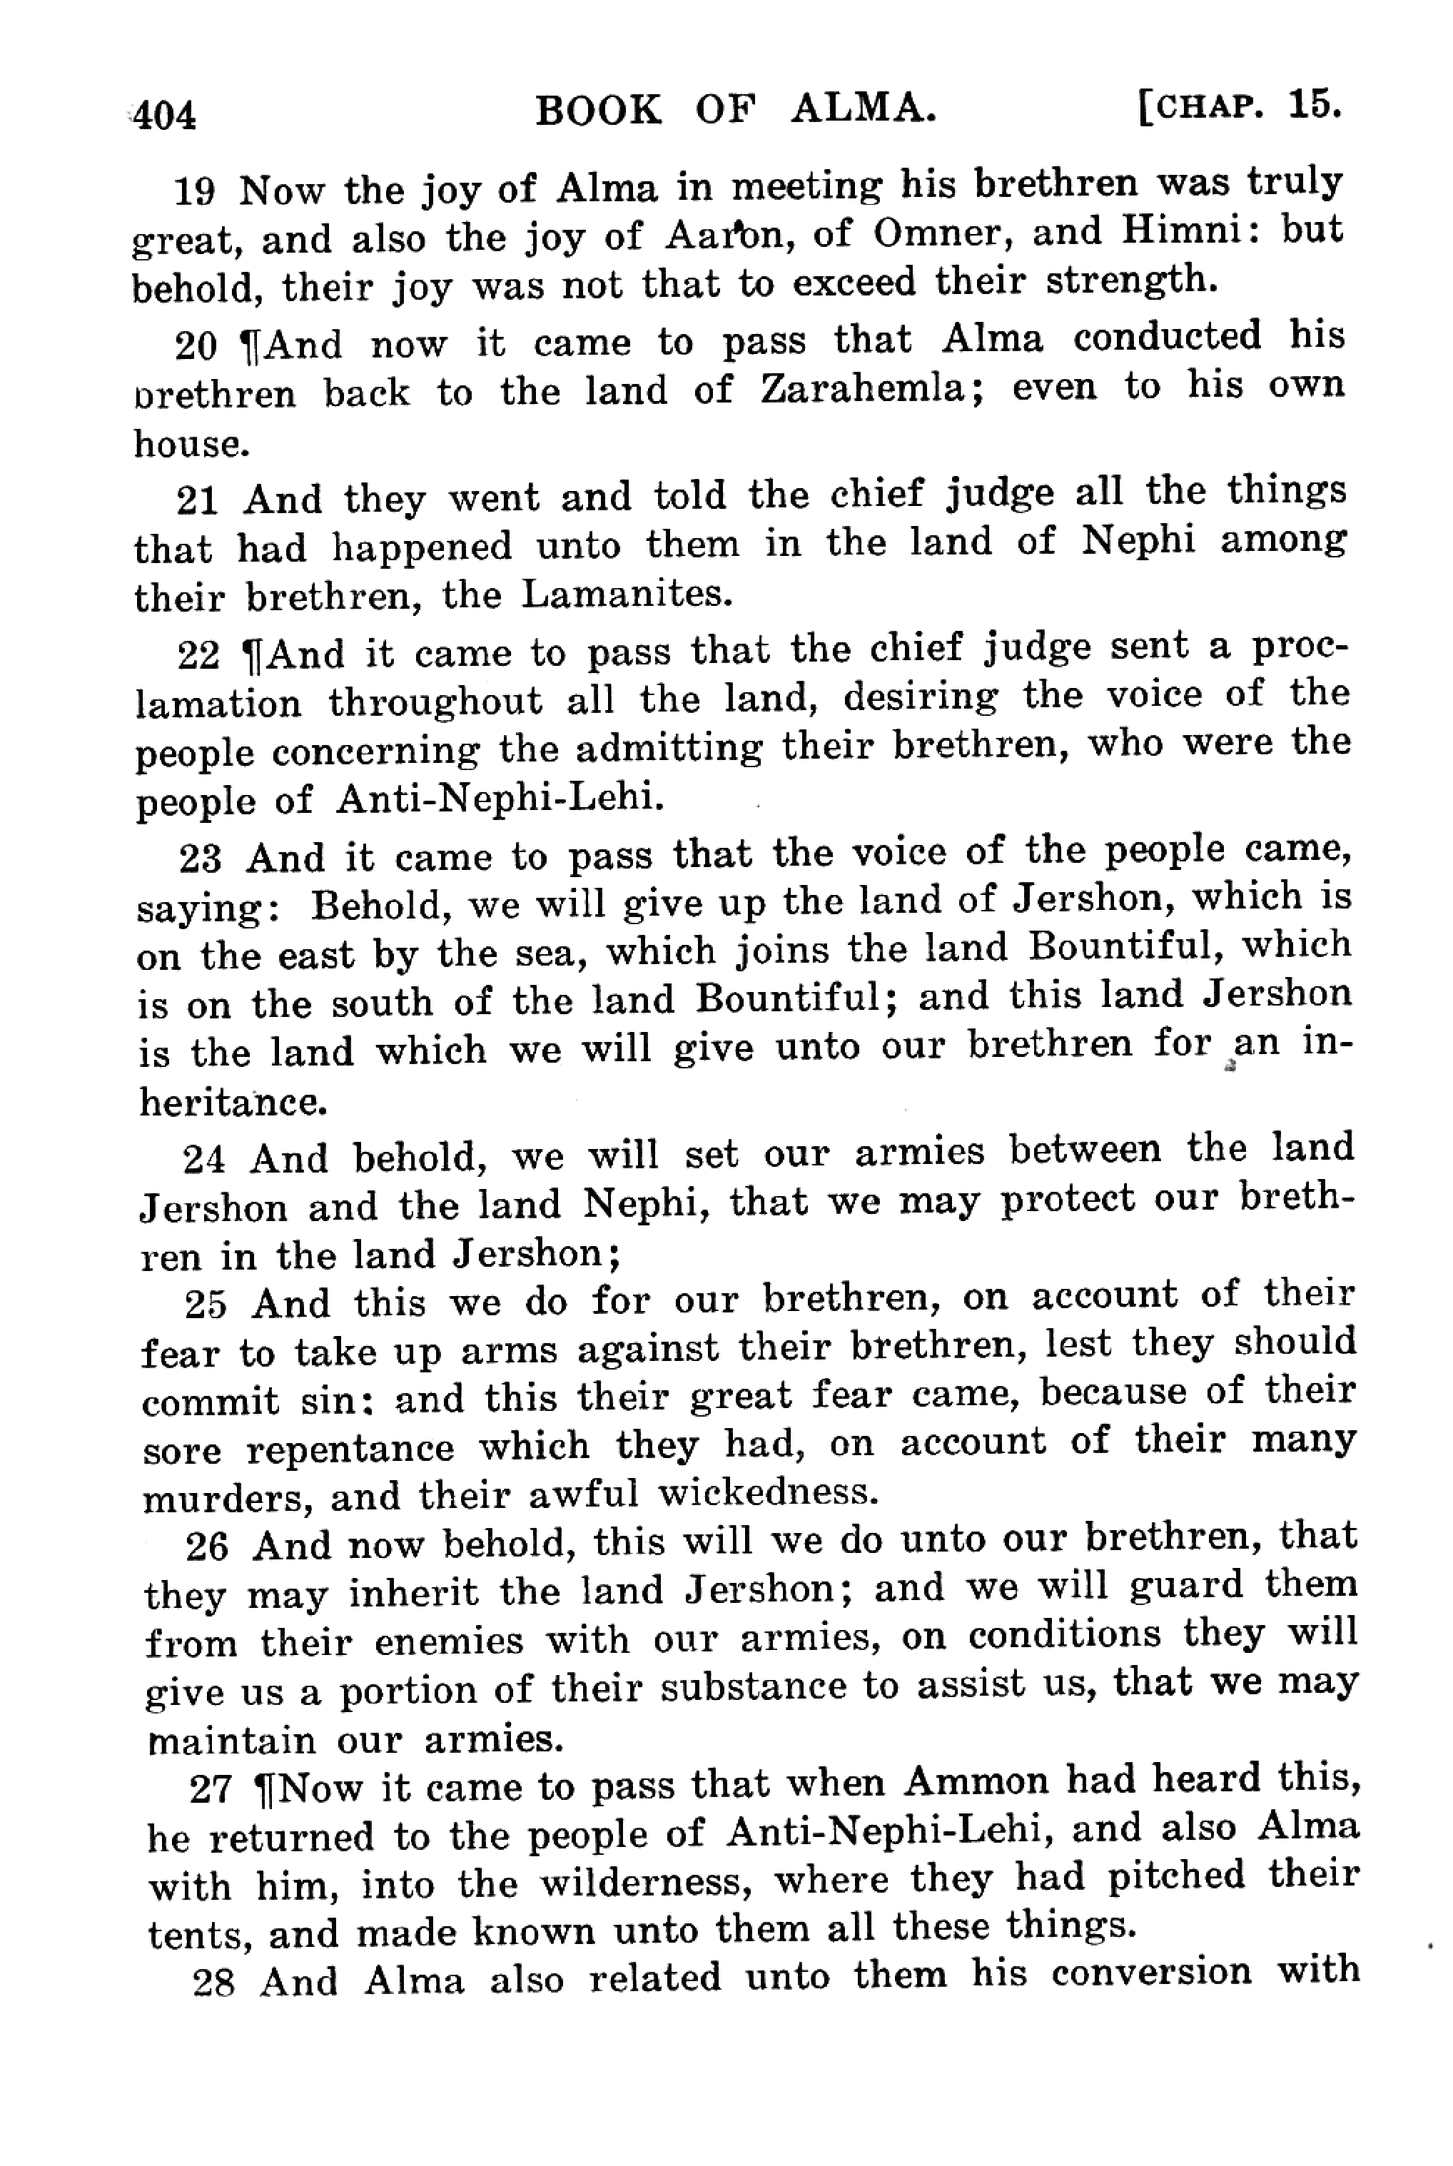 404 BOOK OF ALMA. [CHAP. 15.
19 Now the joy of Alma in meeting his brethren was truly
great, and also the joy of Aaron, of Omner, and Himni: but
behold, their joy was not that to exceed their strength.
20 ¶And now it came to pass that Alma conducted his
brethren back to the land of Zarahemla; even to his own
house.
21 And they went and told the chief judge all the things
that had happened unto them in the land of Nephi among
their brethren, the Lamanites.
22 ¶And it came to pass that the chief judge sent a proc-
lamation throughout all the land, desiring the voice of the
people concerning the admitting their brethren, who were the
people of Anti-Nephi-Lehi.
23 And it came to pass that the voice of the people came,
saying: Behold, we will give up the land of Jershon, which is
on the east by the sea, which joins the land Bountiful, which
is on the south of the land Bountiful; and this land Jershon
is the land which we will give unto our brethren for an in-
heritance.
24 And behold, we will set our armies between the land
Jershon and the land Nephi, that we may protect our breth-
ren in the land Jershon;
25 And this we do for our brethren, on account of their
fear to take up arms against their brethren, lest they should
commit sin: and this their great fear came, because of their
sore repentance which they had, on account of their many
murders, and their awful wickedness.
26 And now behold, this will we do unto our brethren, that
they may inherit the land Jershon; and we will guard them
from their enemies with our armies, on conditions they will
give us a portion of their substance to assist us, that we may
maintain our armies.
27 ¶Now it came to pass that when Ammon had heard this,
he returned to the people of Anti-Nephi-Lehi, and also Alma
with him, into the wilderness, where they had pitched their
tents, and made known unto them all these things.
28 And Alma also related unto them his conversion with